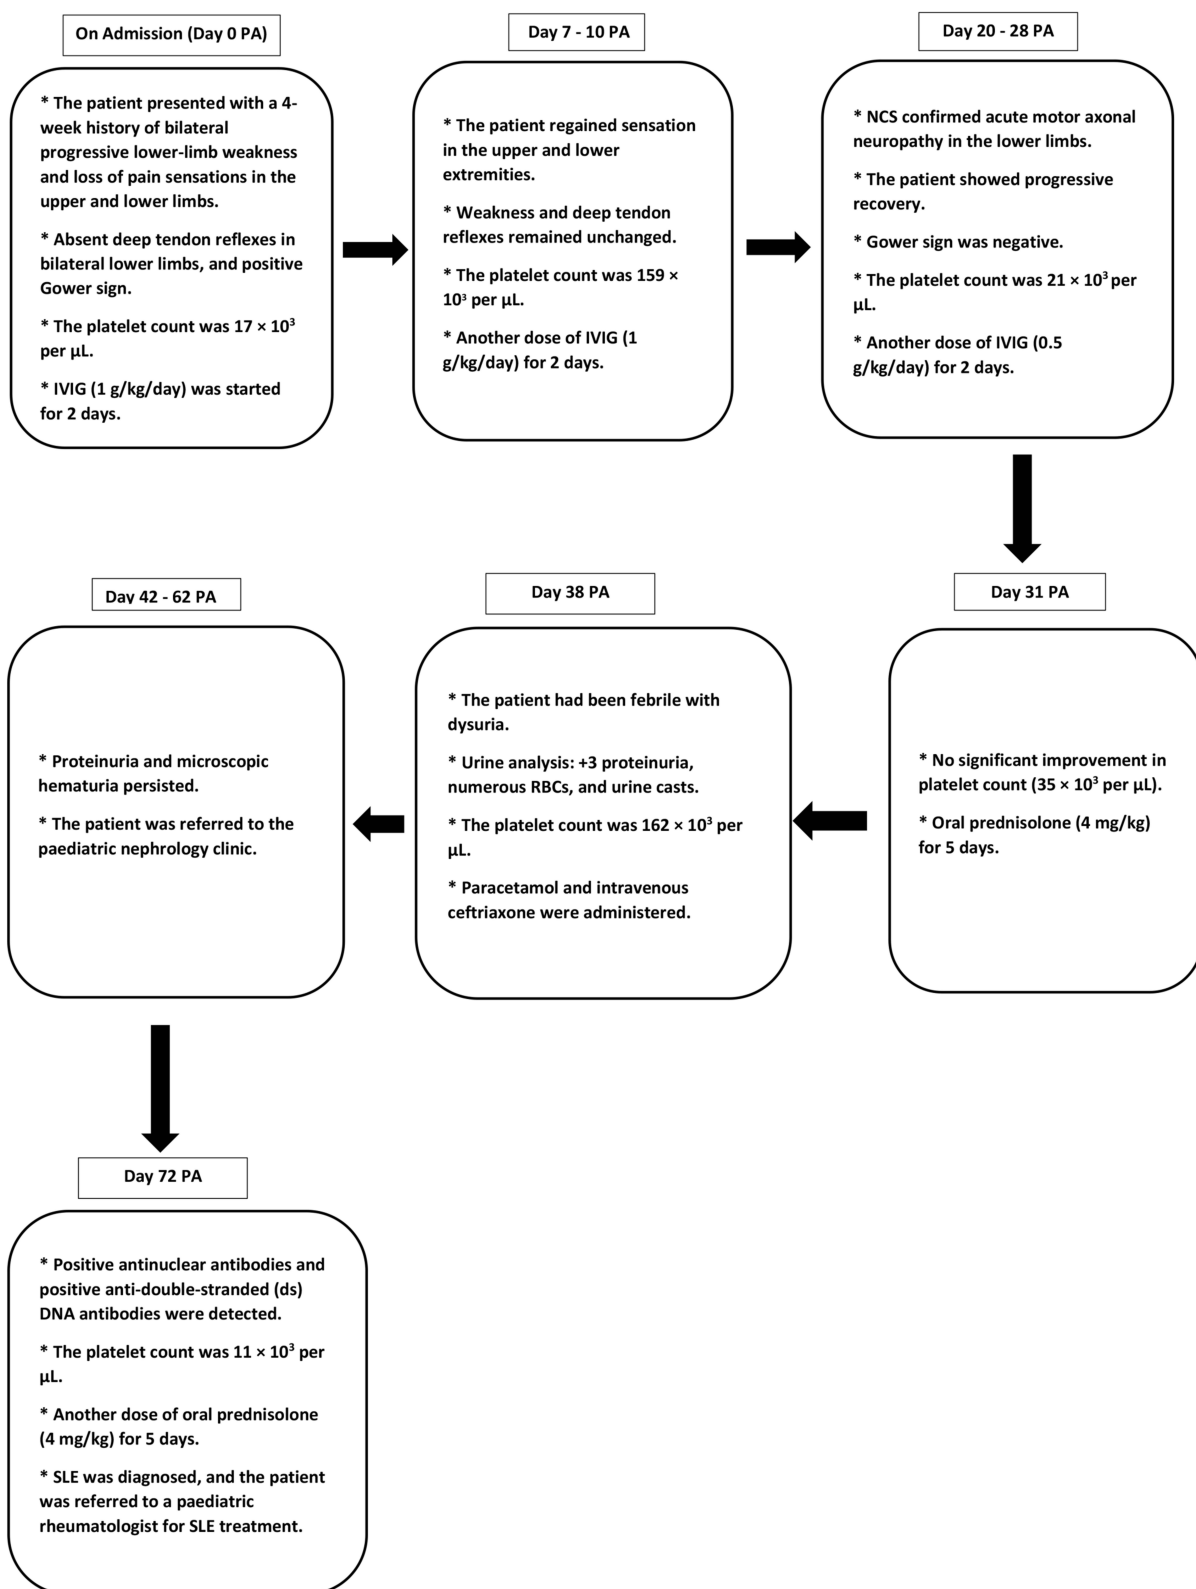 On Admission (Day 0 PA)
* The patient presented with a 4-
week history of bilateral
progressive lower-limb weakness
and loss of pain sensations in the
upper and lower limbs.
* Absent deep tendon reflexes in
bilateral lower limbs, and positive
Gower sign.
* The platelet count was 17 × 10³
per µL.
* IVIG (1 g/kg/day) was started
for 2 days.
Day 7 - 10 PA
* The patient regained sensation
in the upper and lower
extremities.
* Weakness and deep tendon
reflexes remained unchanged.
* The platelet count was 159 ×
10³ per µL.
* Another dose of IVIG (1
g/kg/day) for 2 days.
Day 20 - 28 PA
* NCS confirmed acute motor axonal
neuropathy in the lower limbs.
* The patient showed progressive
recovery.
* Gower sign was negative.
* The platelet count was 21 × 10³ per
µL.
* Another dose of IVIG (0.5
g/kg/day) for 2 days.
Day 31 PA
* No significant improvement in
platelet count (35 × 10³ per µL).
* Oral prednisolone (4 mg/kg)
for 5 days.
Day 38 PA
* The patient had been febrile with
dysuria.
* Urine analysis: +3 proteinuria,
numerous RBCs, and urine casts.
* The platelet count was 162 × 10³ per
µL.
* Paracetamol and intravenous
ceftriaxone were administered.
Day 42 - 62 PA
* Proteinuria and microscopic
hematuria persisted.
* The patient was referred to the
paediatric nephrology clinic.
Day 72 PA
* Positive antinuclear antibodies and
positive anti-double-stranded (ds)
DNA antibodies were detected.
* The platelet count was 11 × 10³ per
µL.
* Another dose of oral prednisolone
(4 mg/kg) for 5 days.
* SLE was diagnosed, and the patient
was referred to a paediatric
rheumatologist for SLE treatment.